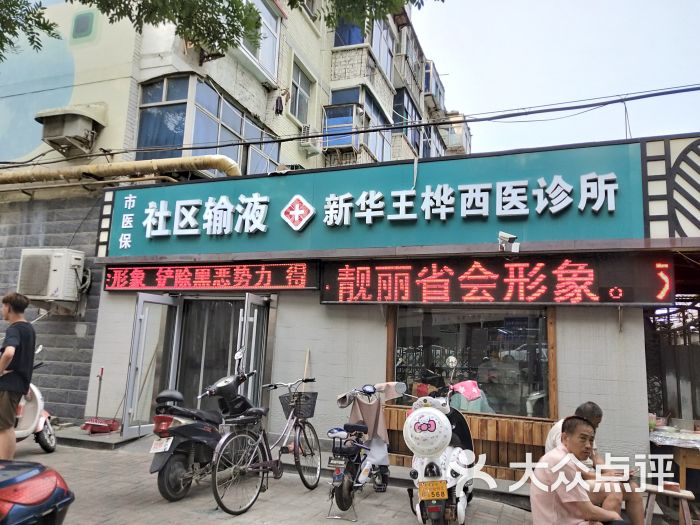 市医保
社区输液
新华王桦西医诊所
形象 铲除黑恶势力 得
靓丽省会形象。
568
大众点评